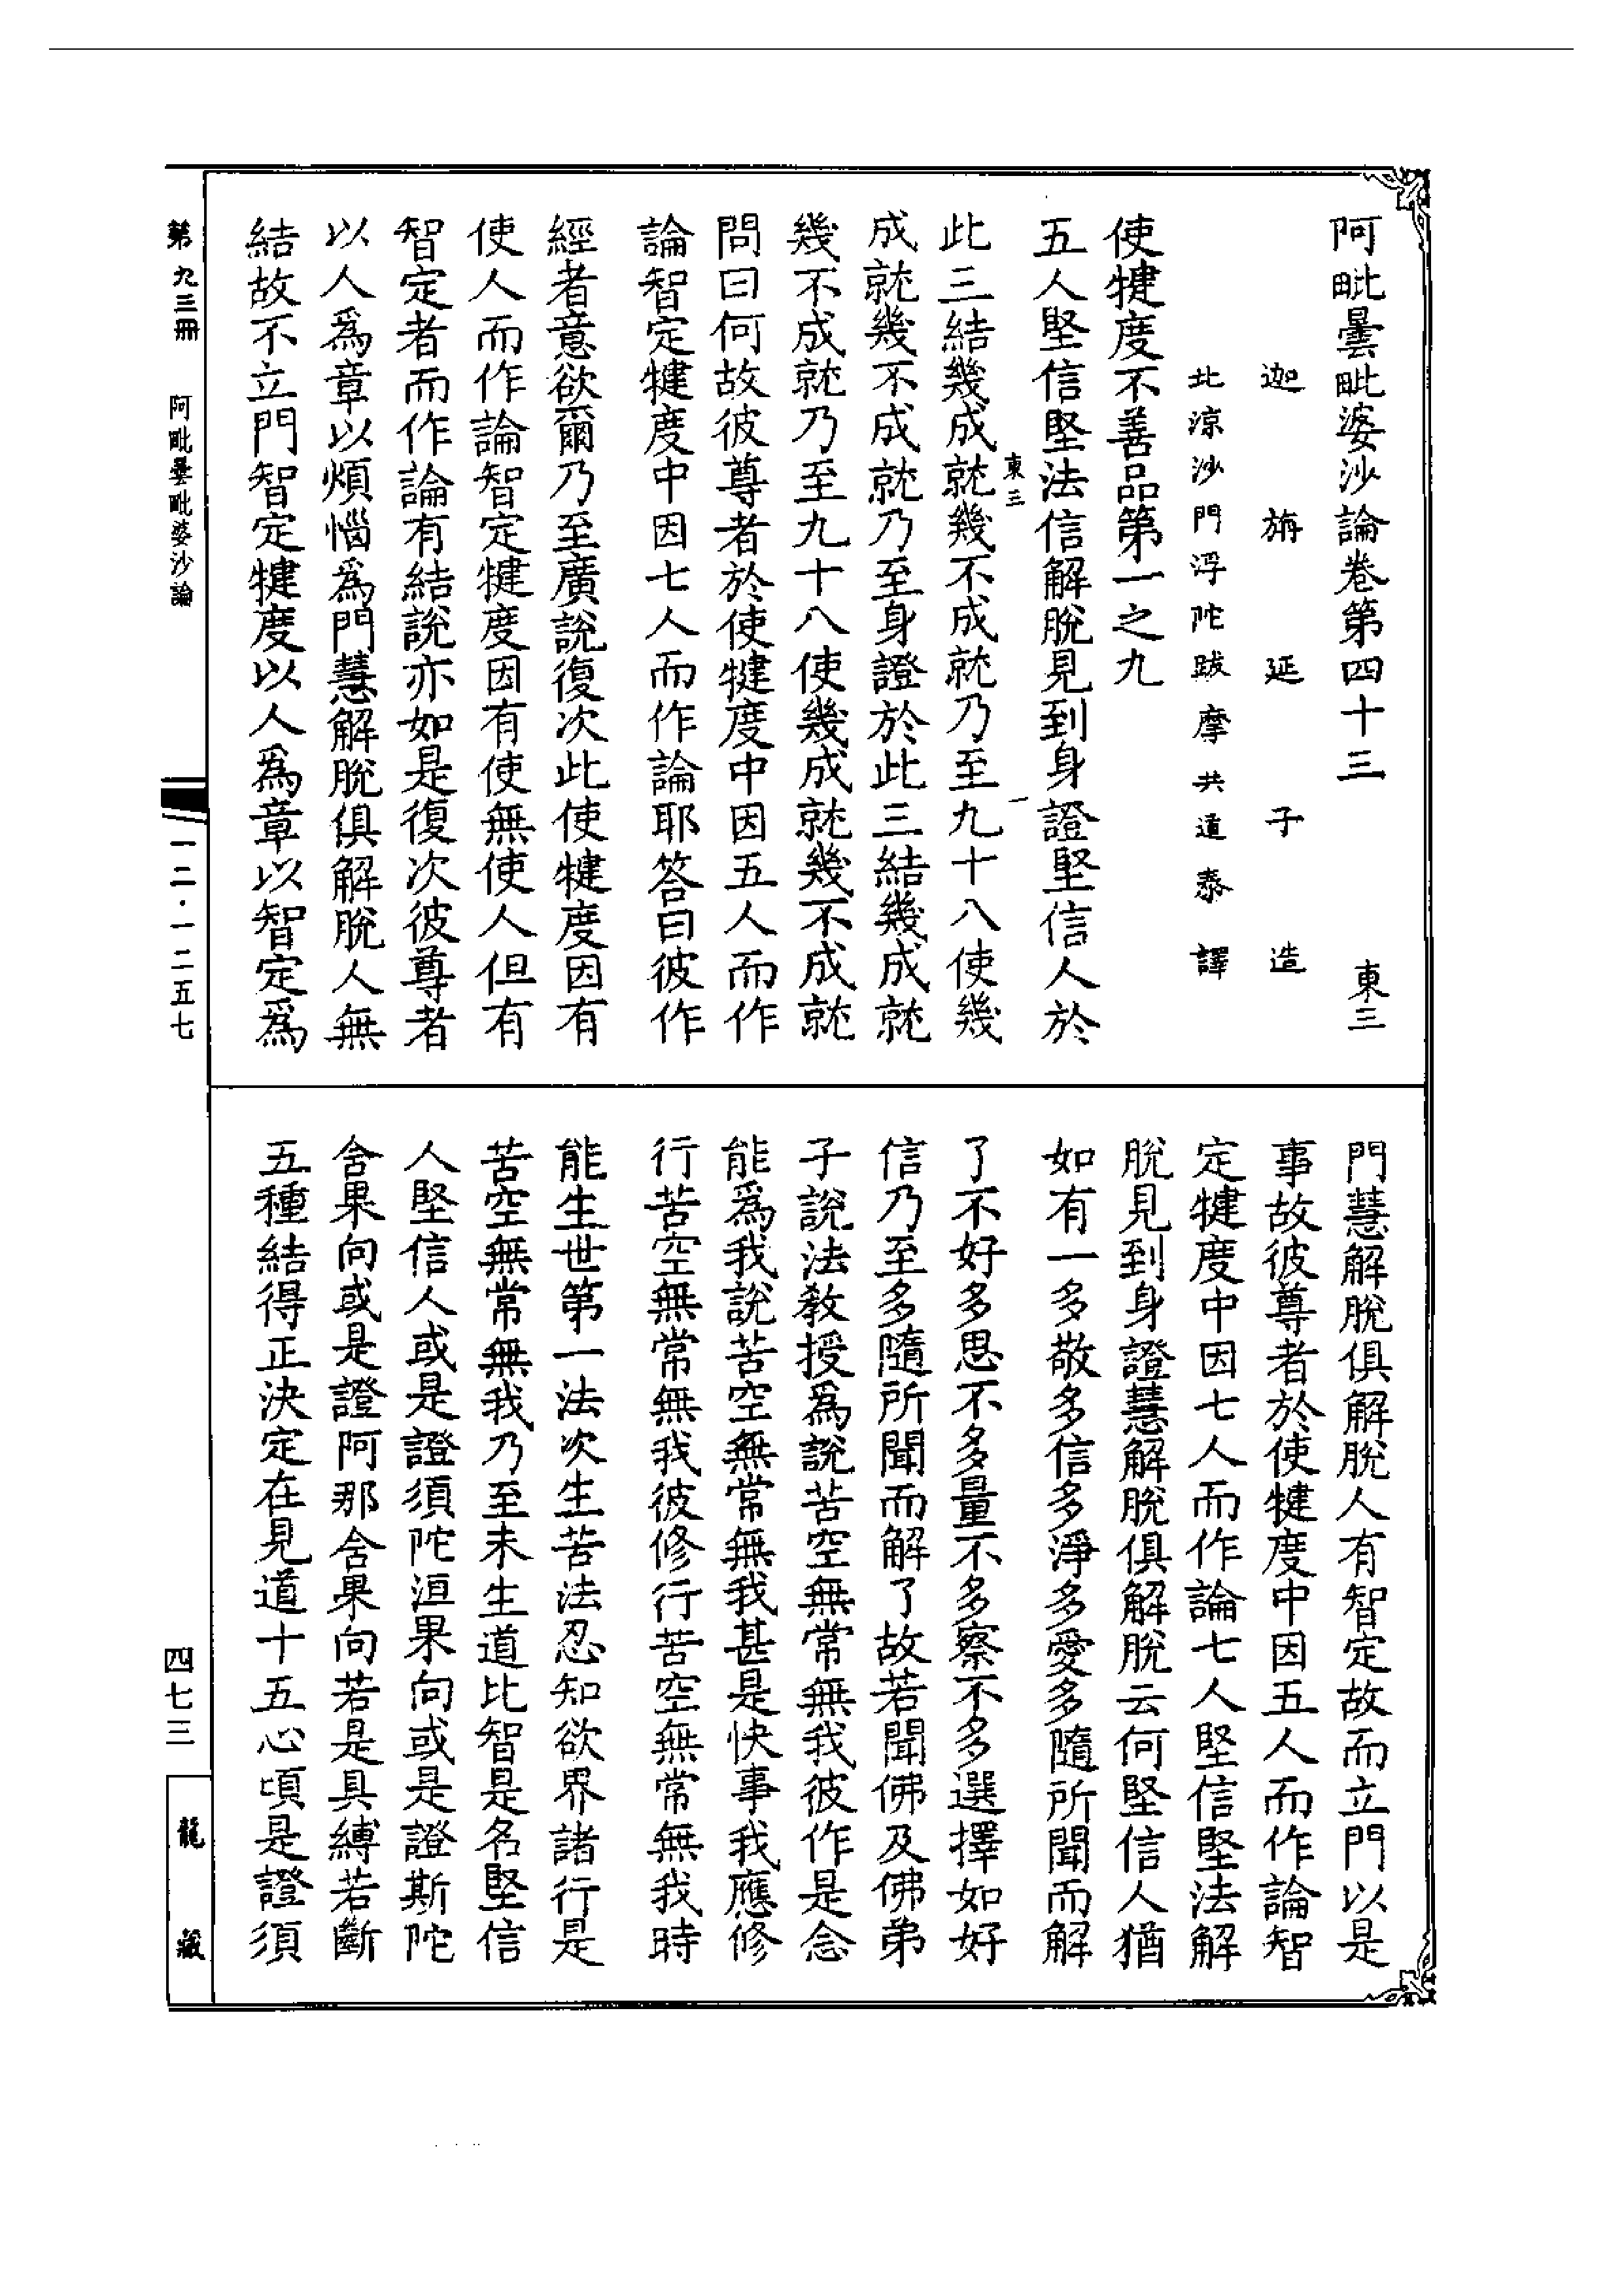 阿毗曇毗婆沙論卷第四十三　東三
迦旃延子造
北涼沙門浮陀跋摩共道泰譯
使犍度不善品第一之九
五人堅信堅法信解脫見到身證堅信人於
東三　一
此三結幾成就幾不成就乃至九十八使幾
成就幾不成就乃至身證於此三結幾成就
幾不成就乃至九十八使幾成就幾不成就
問曰何故彼尊者於使犍度中因五人而作
論智定犍度中因七人而作論耶答曰彼作
經者意欲爾乃至廣說復次此使犍度因有
使人而作論智定犍度因有使無使人但有
智定者而作論有結說亦如是復次彼尊者
以人爲章以煩惱爲門慧解脫俱解脫人無
結故不立門智定犍度以人爲章以智定爲
門慧解脫俱解脫人有智定故而立門以是
事故彼尊者於使犍度中因五人而作論智
定犍度中因七人而作論七人堅信堅法解
脫見到身證慧解脫俱解脫云何堅信人猶
如有一多敬多信多淨多愛多隨所聞而解
了不好多思不多量不多察不多選擇如好
信乃至多隨所聞而解了故若聞佛及佛弟
子說法教授爲說苦空無常無我彼作是念
能爲我說苦空無常無我甚是快事我應修
行苦空無常無我彼修行苦空無常無我時
能生世第一法次生苦法忍知欲界諸行是
苦空無常無我乃至未生道比智是名堅信
人堅信人或是證須陀洹果向或是證斯陀
含果向或是證阿那含果向若是具縛若斷
五種結得正決定在見道十五心頃是證須
第九三冊　阿毗曇毗婆沙論　一二·一二五七　四七三　龍藏